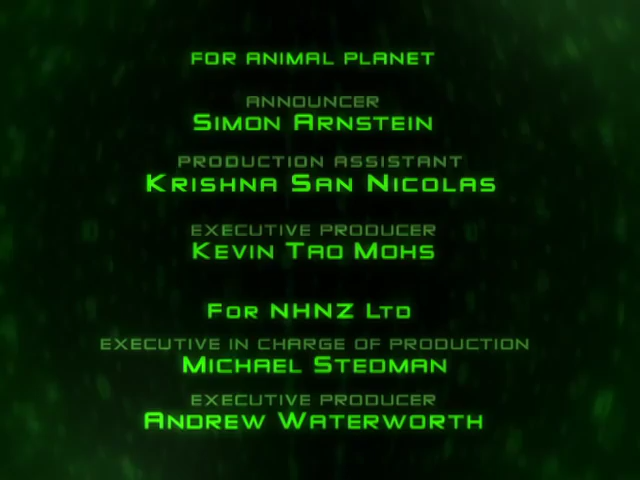 FOR ANIMAL PLANET
ANNOUNCER
SIMON ARNSTEIN
PRODUCTION ASSISTANT
KRISHNA SAN NICOLAS
EXECUTIVE PRODUCER
KEVIN TAO MOHS
FOR NHNZ LTD
EXECUTIVE IN CHARGE OF PRODUCTION
MICHAEL STEDMAN
EXECUTIVE PRODUCER
ANDREW WATERWORTH